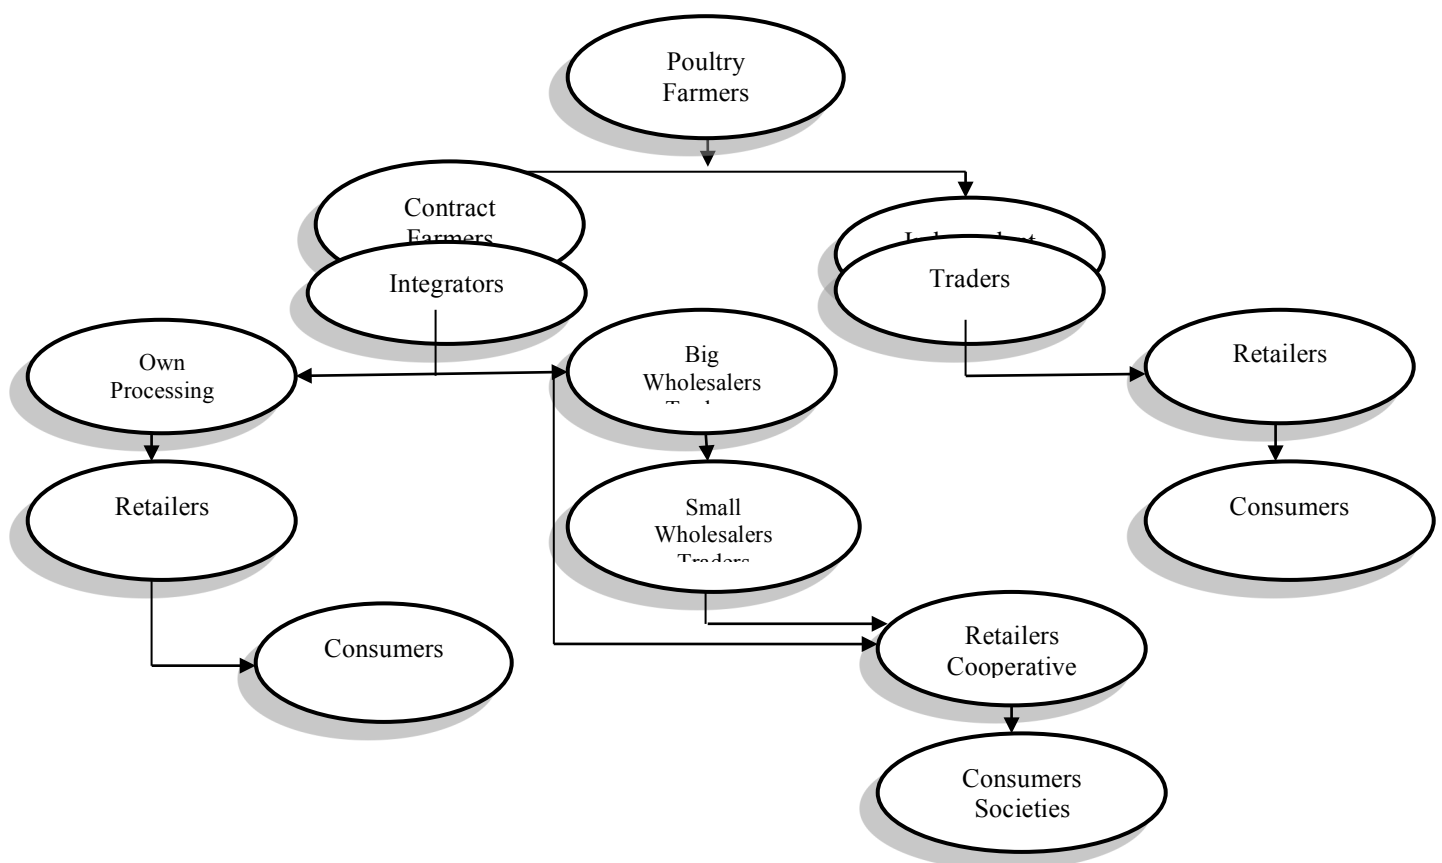 Poultry
Farmers
Contract
Farmers
Integrators
Traders
Own
Processing
Big
Wholesalers
Retailers
Retailers
Small
Wholesalers
Traders
Consumers
Consumers
Retailers
Cooperative
Consumers
Societies